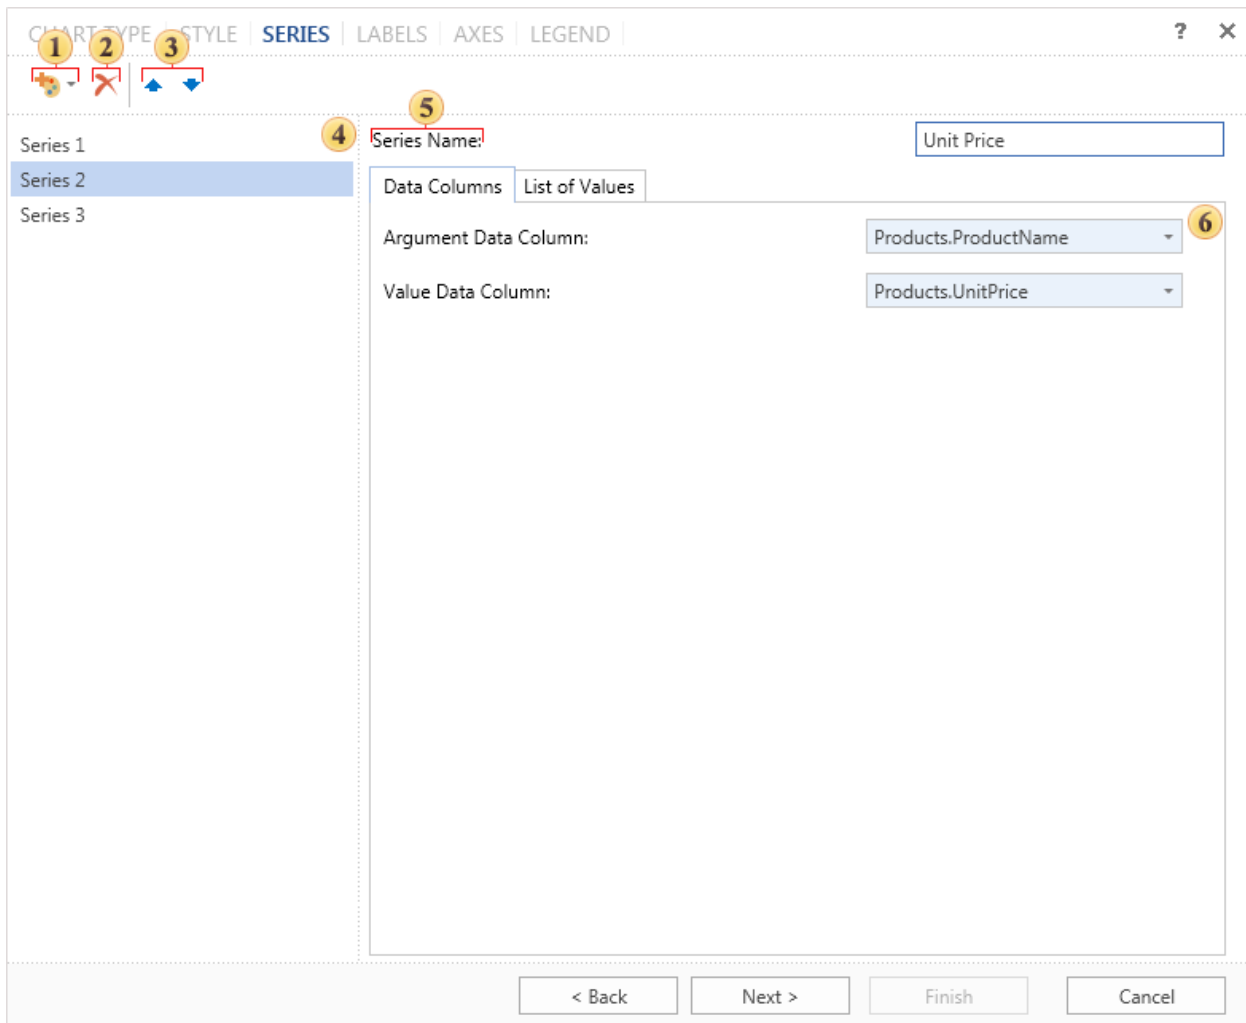 CHART TYPE STYLE SERIES LABELS AXES LEGEND ? ✕
1 2 3
4 5
Series Name: Unit Price
Series 1
Series 2
Series 3
Data Columns List of Values
Argument Data Column: Products.ProductName 6
Value Data Column: Products.UnitPrice
< Back Next > Finish Cancel